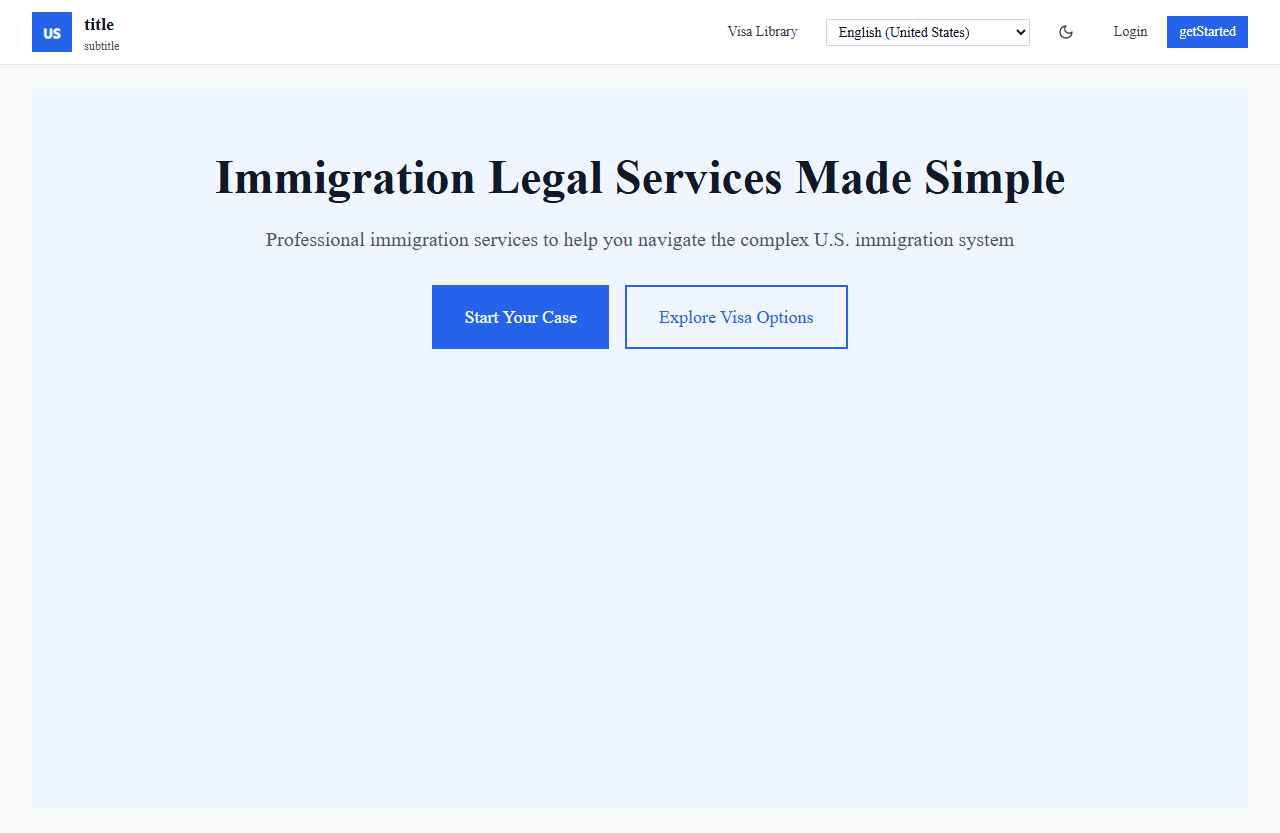 US
title
subtitle
Visa Library
English (United States)
Login
getStarted
Immigration Legal Services Made Simple
Professional immigration services to help you navigate the complex U.S. immigration system
Start Your Case
Explore Visa Options